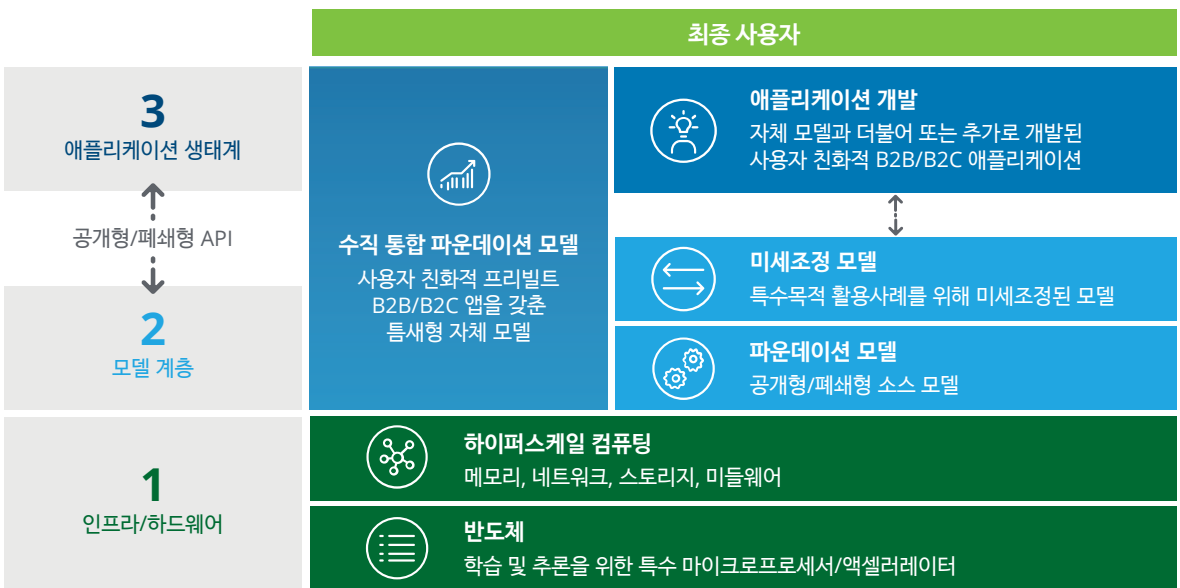 최종 사용자
3
애플리케이션 생태계
공개형/폐쇄형 API
2
모델 계층
수직 통합 파운데이션 모델
사용자 친화적 프리빌트
B2B/B2C 앱을 갖춘
틈새형 자체 모델
애플리케이션 개발
자체 모델과 더불어 또는 추가로 개발된
사용자 친화적 B2B/B2C 애플리케이션
미세조정 모델
특수목적 활용사례를 위해 미세조정된 모델
파운데이션 모델
공개형/폐쇄형 소스 모델
1
인프라/하드웨어
하이퍼스케일 컴퓨팅
메모리, 네트워크, 스토리지, 미들웨어
반도체
학습 및 추론을 위한 특수 마이크로프로세서/액셀러레이터